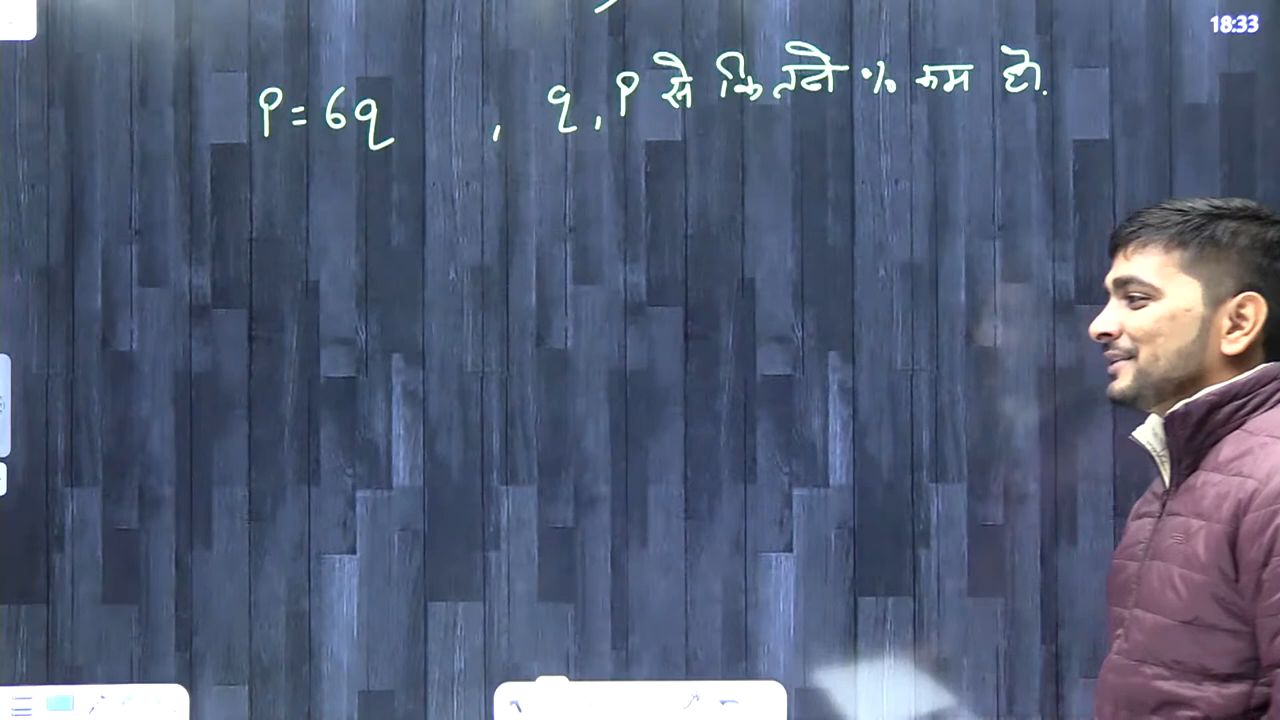 18:33
P = 6q , q, P से कितने % कम है.